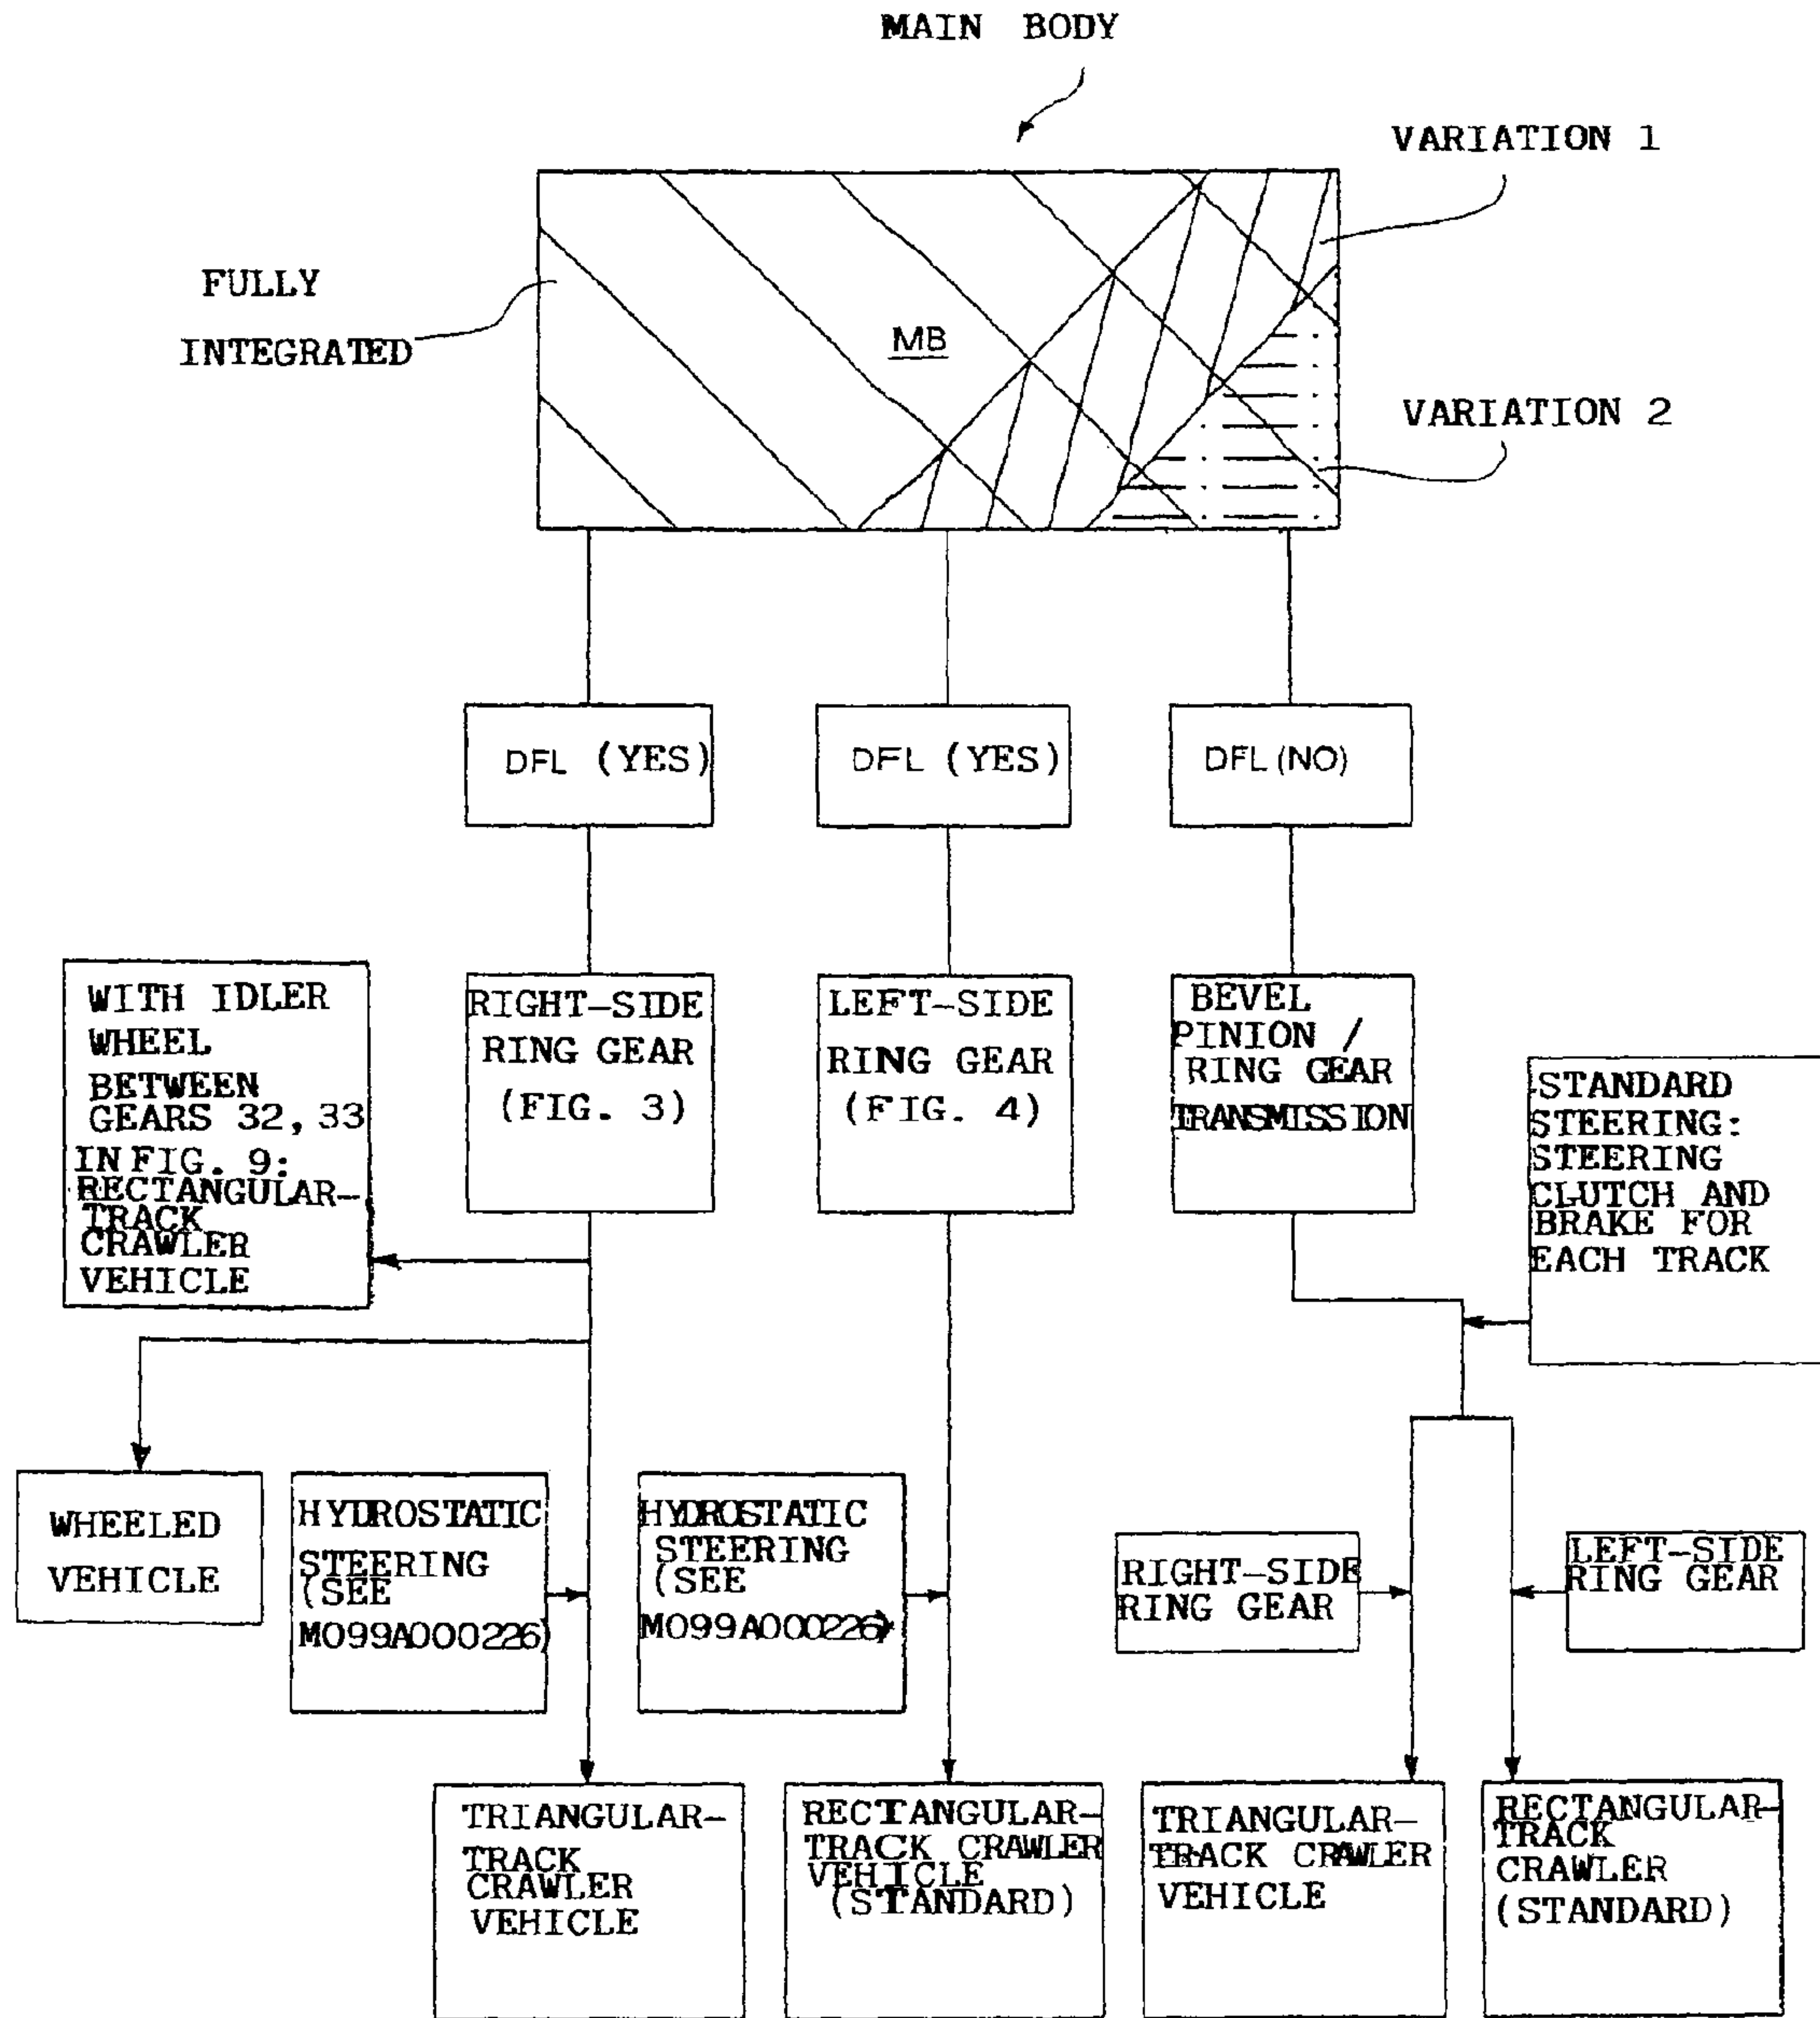 MAIN BODY
VARIATION 1
FULLY
INTEGRATED
MB
VARIATION 2
DFL (YES)
DFL (YES)
DFL (NO)
WITH IDLER
WHEEL
BETWEEN
GEARS 32, 33
IN FIG. 9:
RECTANGULAR-
TRACK
CRAWLER
VEHICLE
RIGHT-SIDE
RING GEAR
(FIG. 3)
LEFT-SIDE
RING GEAR
(FIG. 4)
BEVEL
PINION /
RING GEAR
TRANSMISSION
STANDARD
STEERING:
STEERING
CLUTCH AND
BRAKE FOR
EACH TRACK
WHEELED
VEHICLE
HYDROSTATIC
STEERING
(SEE
MO99A000226)
HYDROSTATIC
STEERING
(SEE
MO99A000226)
RIGHT-SIDE
RING GEAR
LEFT-SIDE
RING GEAR
TRIANGULAR-
TRACK
CRAWLER
VEHICLE
RECTANGULAR-
TRACK CRAWLER
VEHICLE
(STANDARD)
TRIANGULAR-
TRACK CRAWLER
VEHICLE
RECTANGULAR-
TRACK
CRAWLER
(STANDARD)